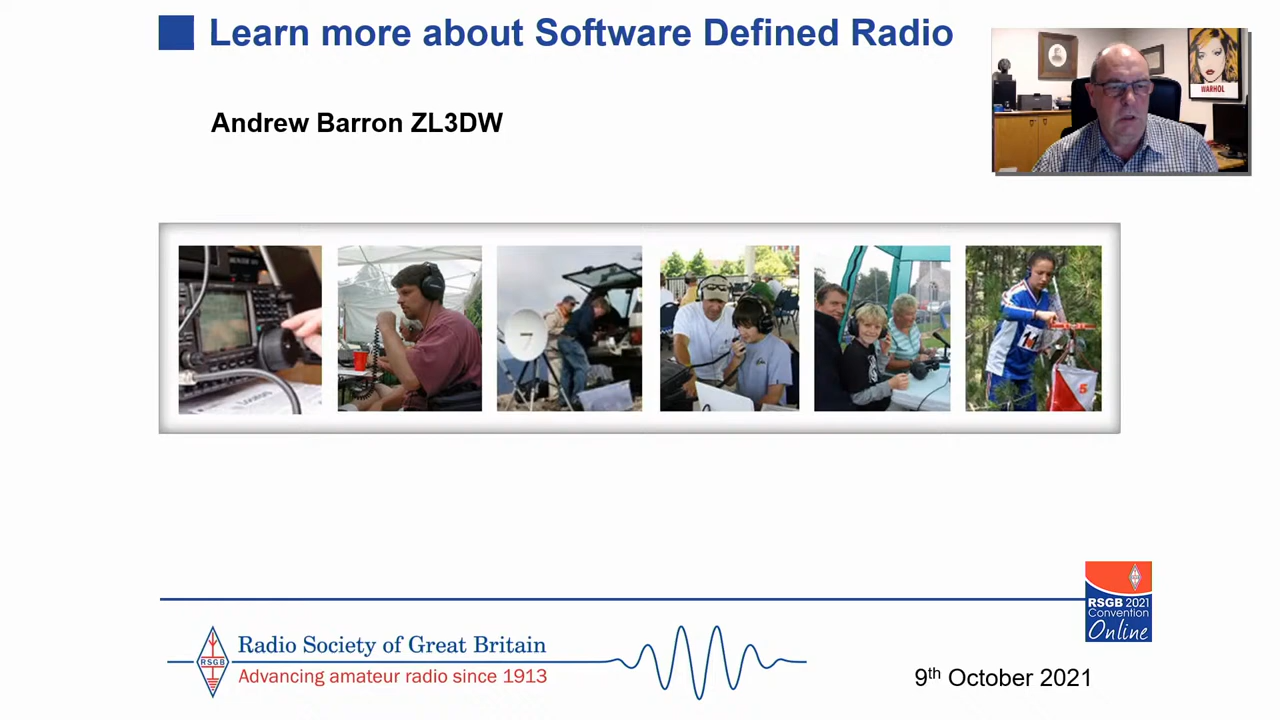 Learn more about Software Defined Radio
WARHOL
Andrew Barron ZL3DW
5
RSGB 2021
Convention
Online
Radio Society of Great Britain
RSGB
Advancing amateur radio since 1913
9th October 2021